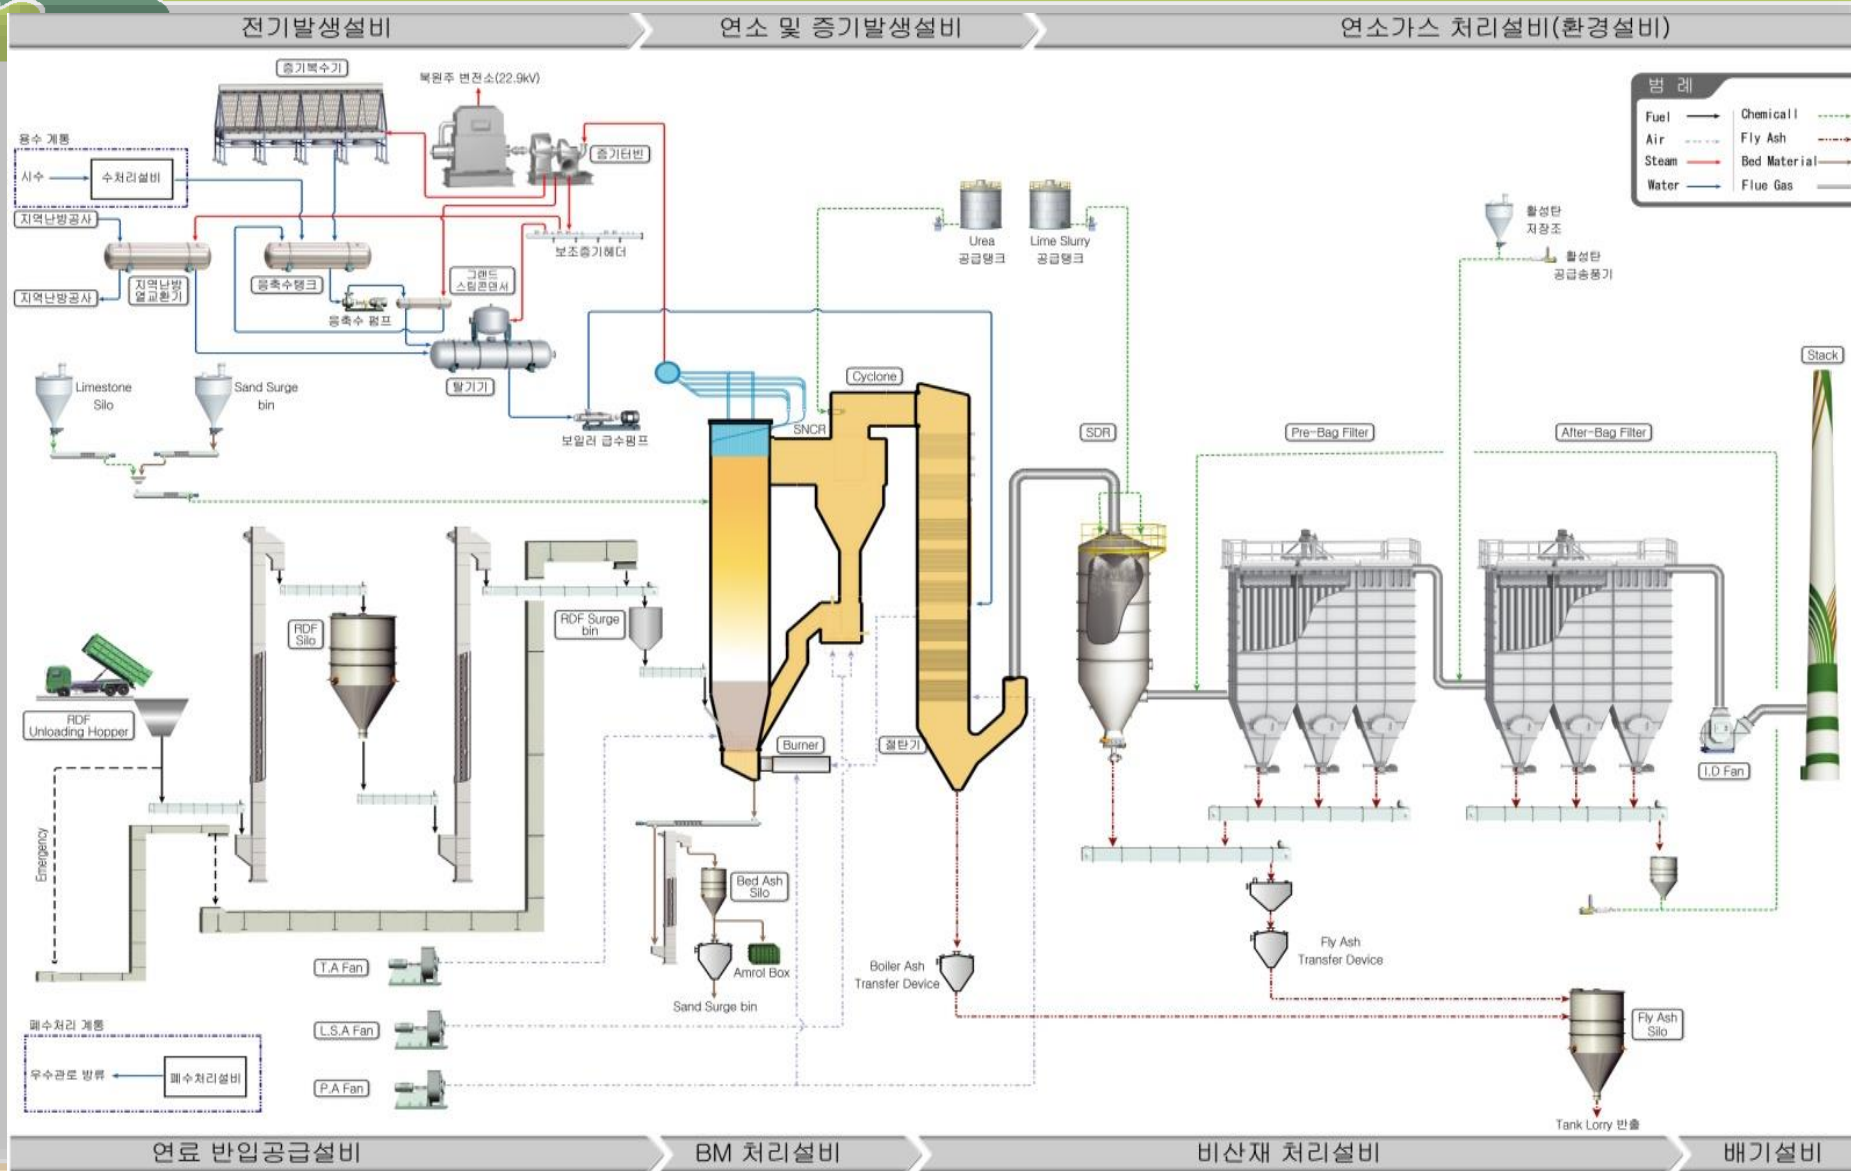 전기발생설비
연소 및 증기발생설비
연소가스 처리설비(환경설비)
증기복수기
북원주 변전소(22.9kV)
범 례
Fuel
Chemicall
Air
Fly Ash
Steam
Bed Material
Water
Flue Gas
용수 계통
시수
수처리설비
증기터빈
지역난방공사
보조증기헤더
Urea
공급탱크
Lime Slurry
공급탱크
활성탄
저장조
활성탄
공급송풍기
지역난방공사
지역난방
열교환기
응축수탱크
그랜드
스팀콘덴서
응축수 펌프
탈기기
보일러 급수펌프
Limestone
Silo
Sand Surge
bin
Cyclone
SNCR
SDR
Pre-Bag Filter
After-Bag Filter
Stack
RDF
Silo
RDF Surge
bin
RDF
Unloading Hopper
Burner
절탄기
I.D Fan
Emergency
Bed Ash
Silo
Amrol Box
Sand Surge bin
Boiler Ash
Transfer Device
Fly Ash
Transfer Device
Fly Ash
Silo
T.A Fan
L.S.A Fan
P.A Fan
폐수처리 계통
우수관로 방류
폐수처리설비
Tank Lorry 반출
연료 반입공급설비
BM 처리설비
비산재 처리설비
배기설비